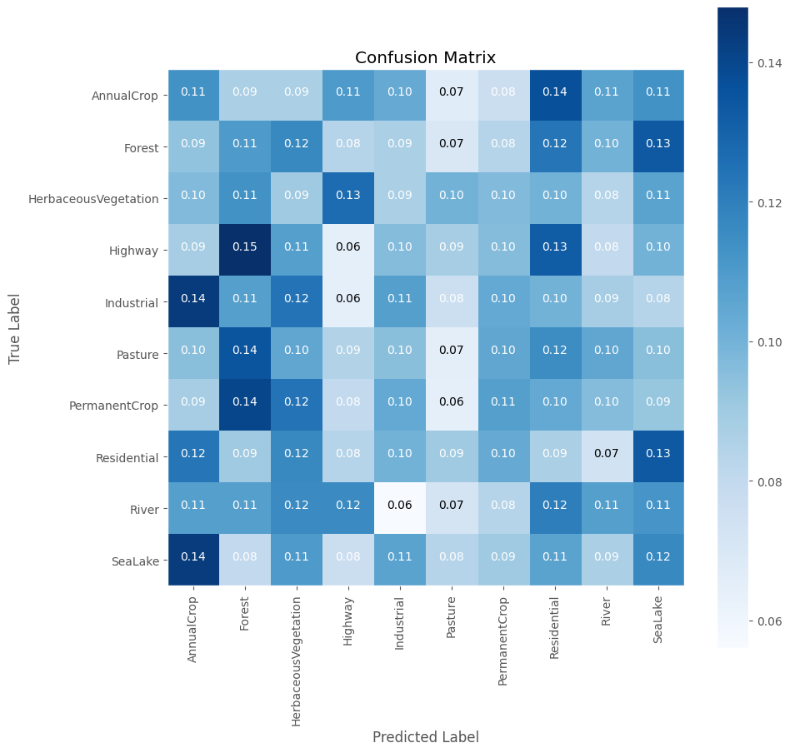 Confusion Matrix
AnnualCrop 0.11 0.09 0.09 0.11 0.10 0.07 0.08 0.14 0.11 0.11
Forest 0.09 0.11 0.12 0.08 0.09 0.07 0.08 0.12 0.10 0.13
HerbaceousVegetation 0.10 0.11 0.09 0.13 0.09 0.10 0.10 0.10 0.08 0.11
Highway 0.09 0.15 0.11 0.06 0.10 0.09 0.10 0.13 0.08 0.10
Industrial 0.14 0.11 0.12 0.06 0.11 0.08 0.10 0.10 0.09 0.08
Pasture 0.10 0.14 0.10 0.09 0.10 0.07 0.10 0.12 0.10 0.10
PermanentCrop 0.09 0.14 0.12 0.08 0.10 0.06 0.11 0.10 0.10 0.09
Residential 0.12 0.09 0.12 0.08 0.10 0.09 0.10 0.09 0.07 0.13
River 0.11 0.11 0.12 0.12 0.06 0.07 0.08 0.12 0.11 0.11
SeaLake 0.14 0.08 0.11 0.08 0.11 0.08 0.09 0.11 0.09 0.12
True Label
AnnualCrop
Forest
HerbaceousVegetation
Highway
Industrial
Pasture
PermanentCrop
Residential
River
SeaLake
Predicted Label
0.14
0.12
0.10
0.08
0.06